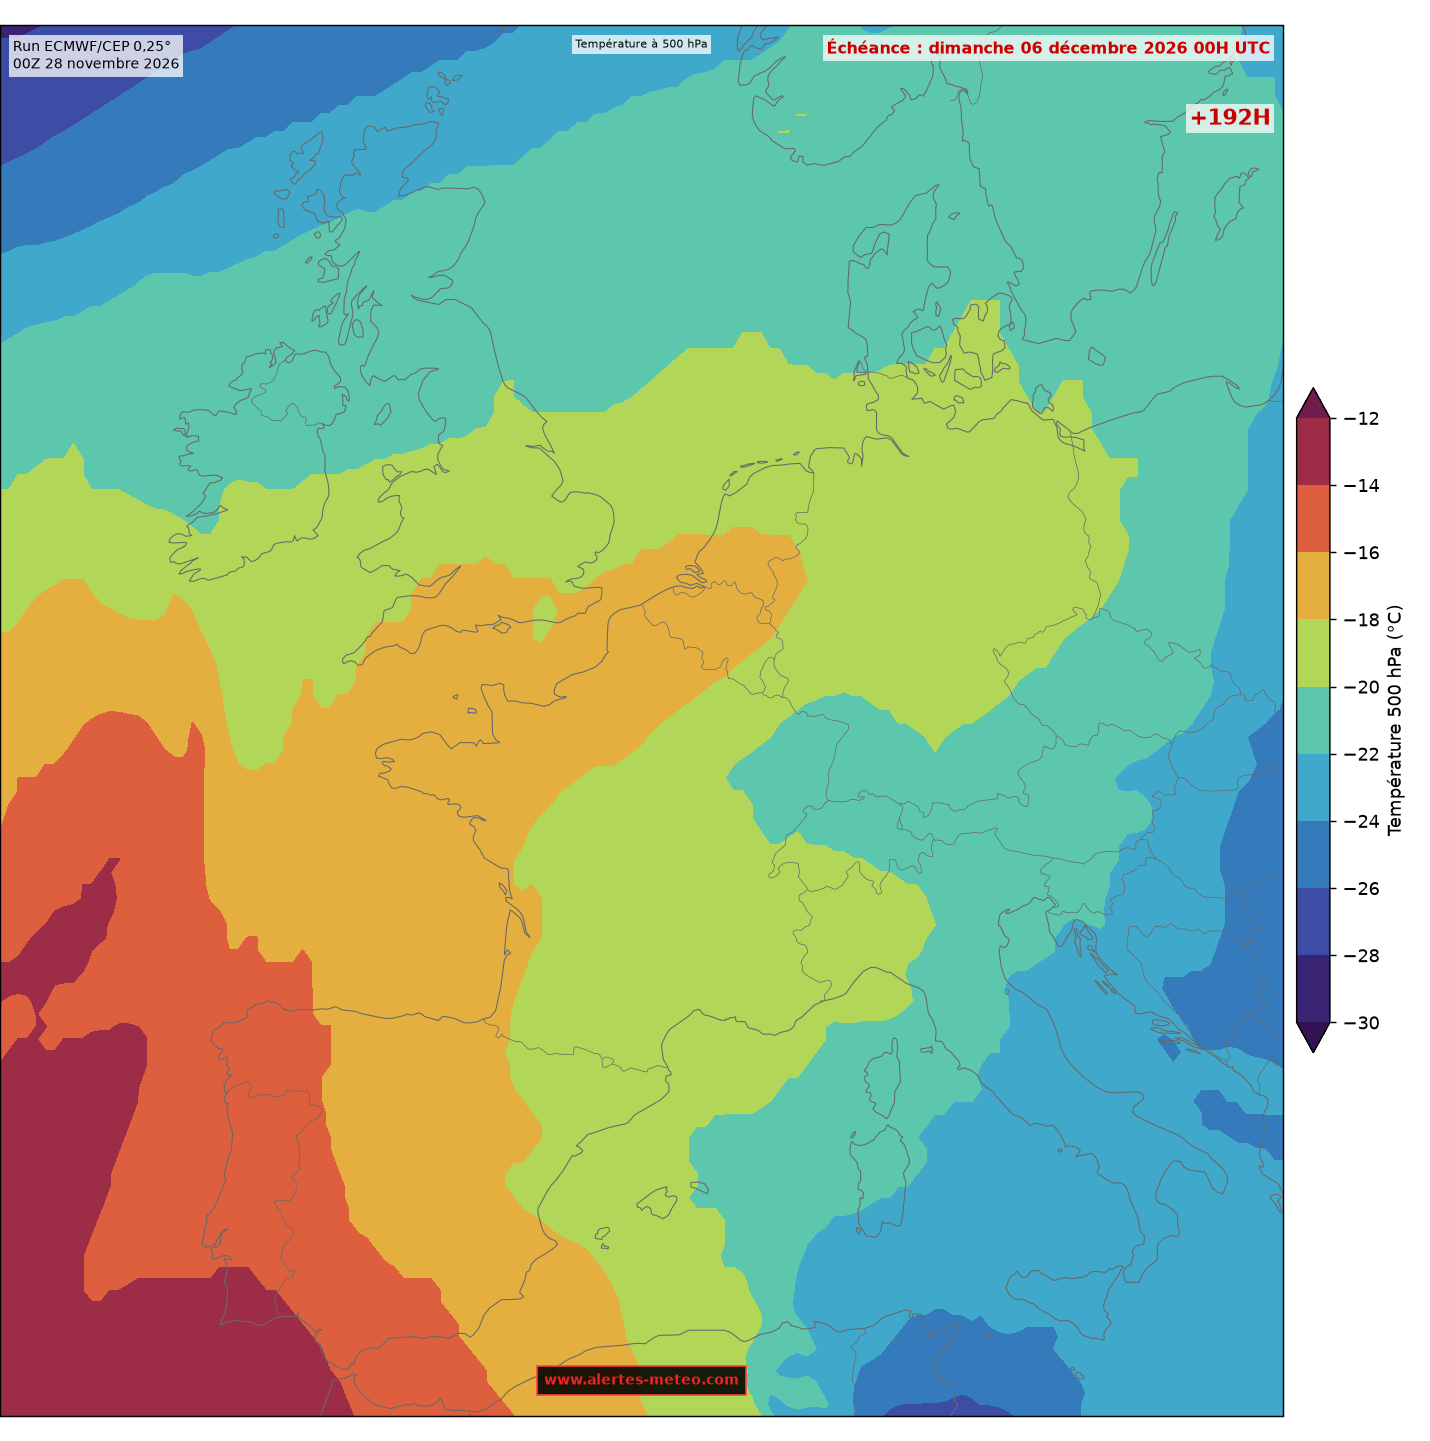 Run ECMWF/CEP 0,25°
00Z 28 novembre 2026
Température à 500 hPa
Échéance : dimanche 06 décembre 2026 00H UTC
+192H
−12
−14
−16
−18
−20
−22
−24
−26
−28
−30
Température 500 hPa (°C)
www.alertes-meteo.com